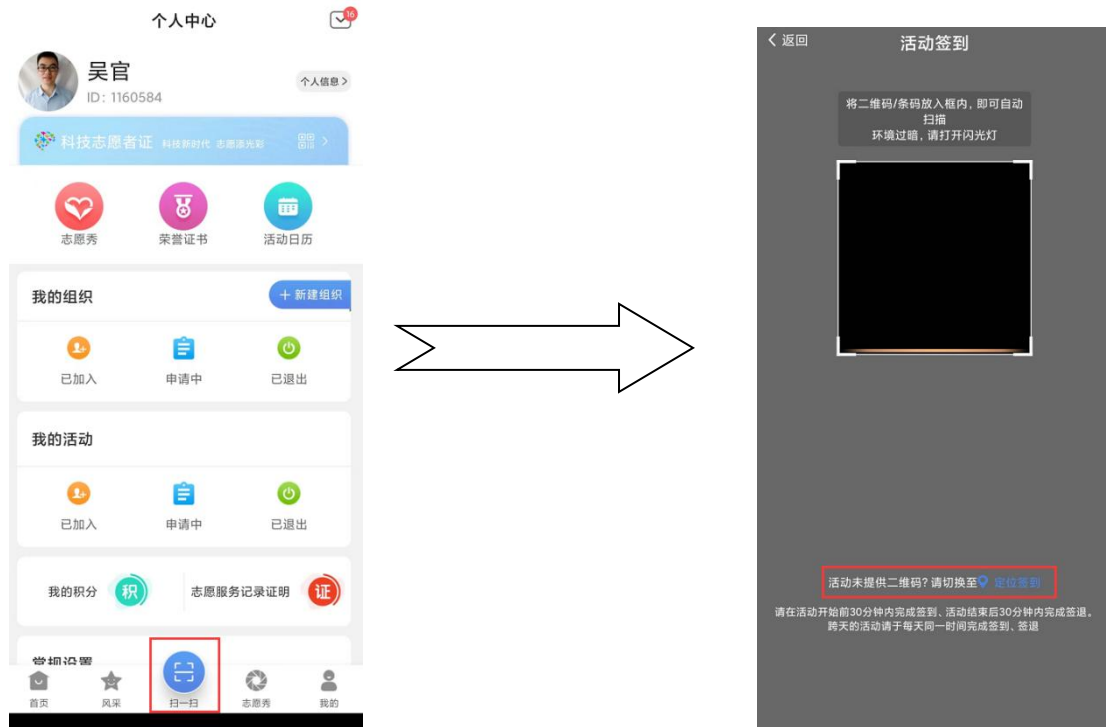 个人中心
16
吴官
ID: 1160584
个人信息 >
科技志愿者证 科技新时代 志愿添光彩 >
志愿秀 荣誉证书 活动日历
我的组织
+ 新建组织
已加入 申请中 已退出
我的活动
已加入 申请中 已退出
我的积分 积 志愿服务记录证明 证
常规设置
首页 风采 扫一扫 志愿秀 我的
< 返回
活动签到
将二维码/条码放入框内, 即可自动
扫描
环境过暗, 请打开闪光灯
活动未提供二维码? 请切换至 定位签到
请在活动开始前30分钟内完成签到、活动结束后30分钟内完成签退。
跨天的活动请于每天同一时间完成签到、签退